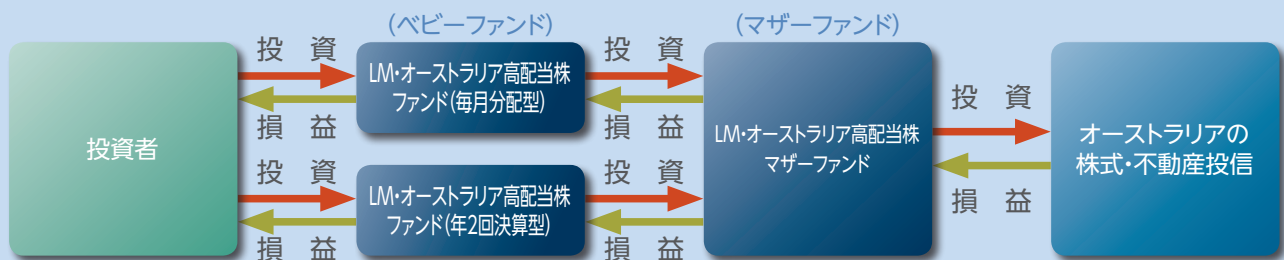 (ベビーファンド)
(マザーファンド)
投資者
投資
損益
投資
損益
LM・オーストラリア高配当株
ファンド(毎月分配型)
LM・オーストラリア高配当株
ファンド(年2回決算型)
投資
損益
投資
損益
LM・オーストラリア高配当株
マザーファンド
投資
損益
オーストラリアの
株式・不動産投信